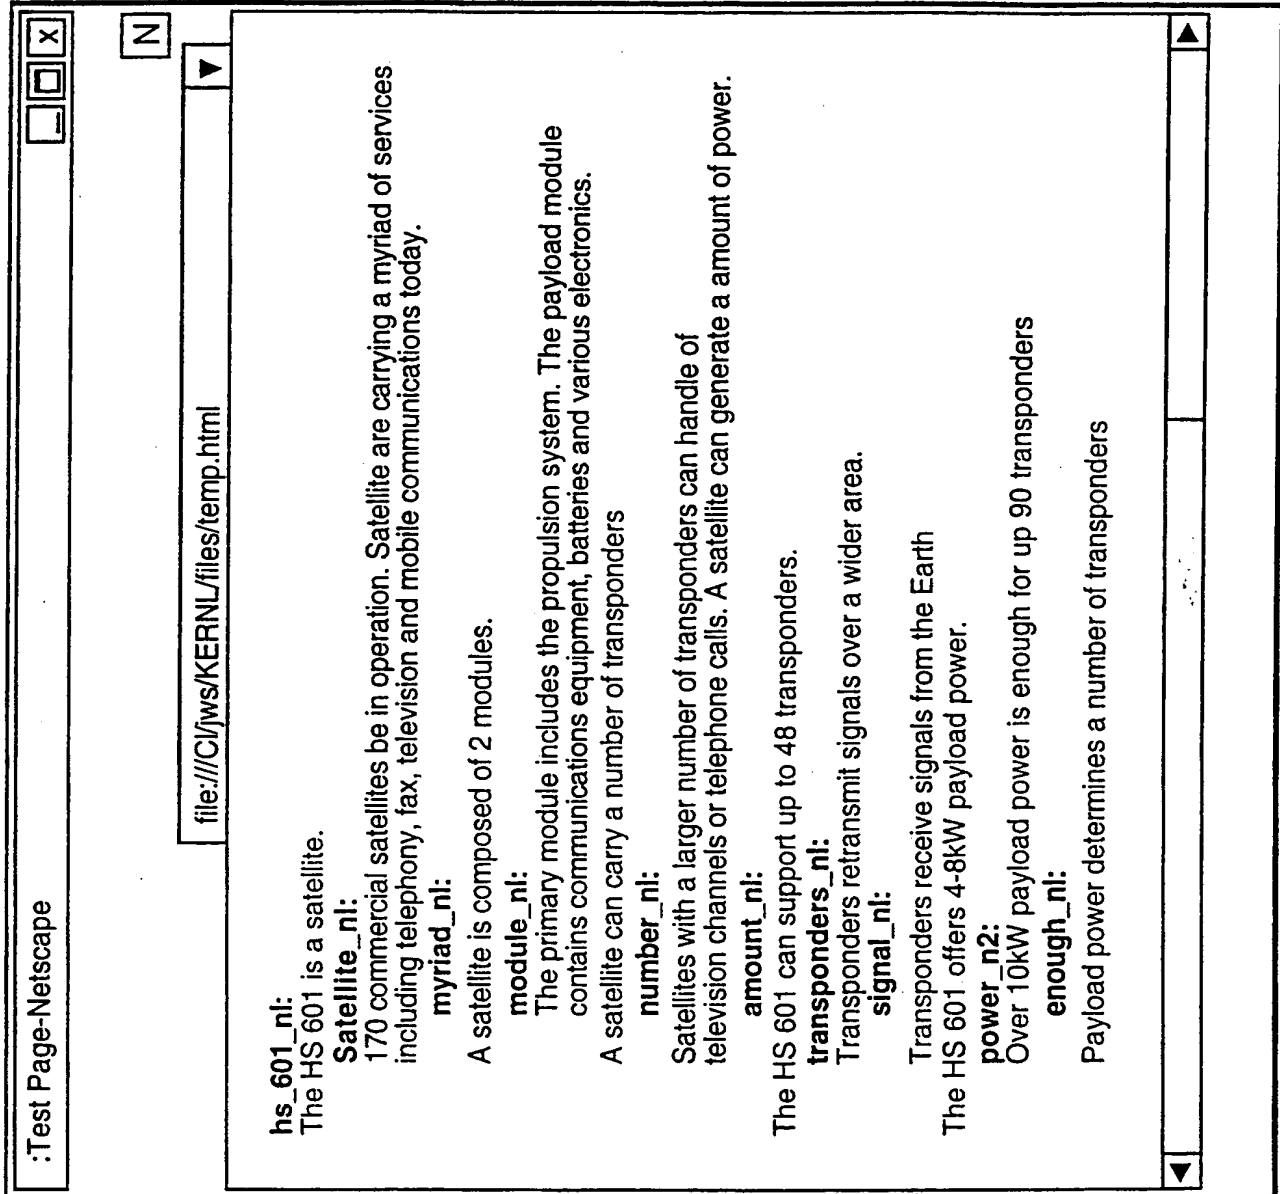 :Test Page-Netscape
_ X
N
file:///C|/jws/KERNL/files/temp.html
hs_601_nl:
The HS 601 is a satellite.
Satellite_nl:
170 commercial satellites be in operation. Satellite are carrying a myriad of services
including telephony, fax, television and mobile communications today.
myriad_nl:
A satellite is composed of 2 modules.
module_nl:
The primary module includes the propulsion system. The payload module
contains communications equipment, batteries and various electronics.
A satellite can carry a number of transponders
number_nl:
Satellites with a larger number of transponders can handle of
television channels or telephone calls. A satellite can generate a amount of power.
amount_nl:
The HS 601 can support up to 48 transponders.
transponders_nl:
Transponders retransmit signals over a wider area.
signal_nl:
Transponders receive signals from the Earth
The HS 601 offers 4-8kW payload power.
power_n2:
Over 10kW payload power is enough for up 90 transponders
enough_nl:
Payload power determines a number of transponders